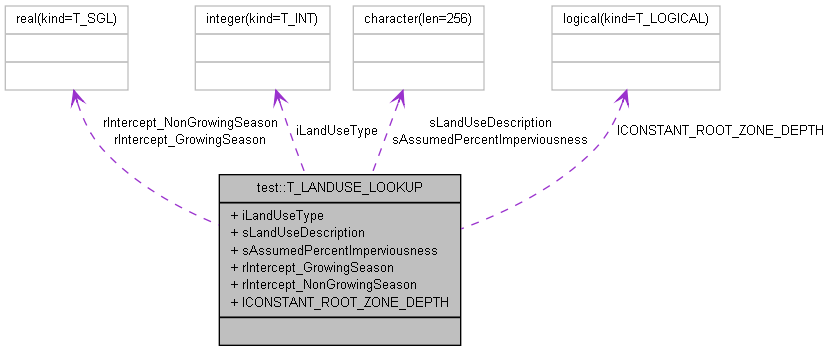 real(kind=T_SGL)
integer(kind=T_INT)
character(len=256)
logical(kind=T_LOGICAL)
rIntercept_NonGrowingSeason
rIntercept_GrowingSeason
iLandUseType
sLandUseDescription
sAssumedPercentImperviousness
lCONSTANT_ROOT_ZONE_DEPTH
test::T_LANDUSE_LOOKUP
+ iLandUseType
+ sLandUseDescription
+ sAssumedPercentImperviousness
+ rIntercept_GrowingSeason
+ rIntercept_NonGrowingSeason
+ lCONSTANT_ROOT_ZONE_DEPTH